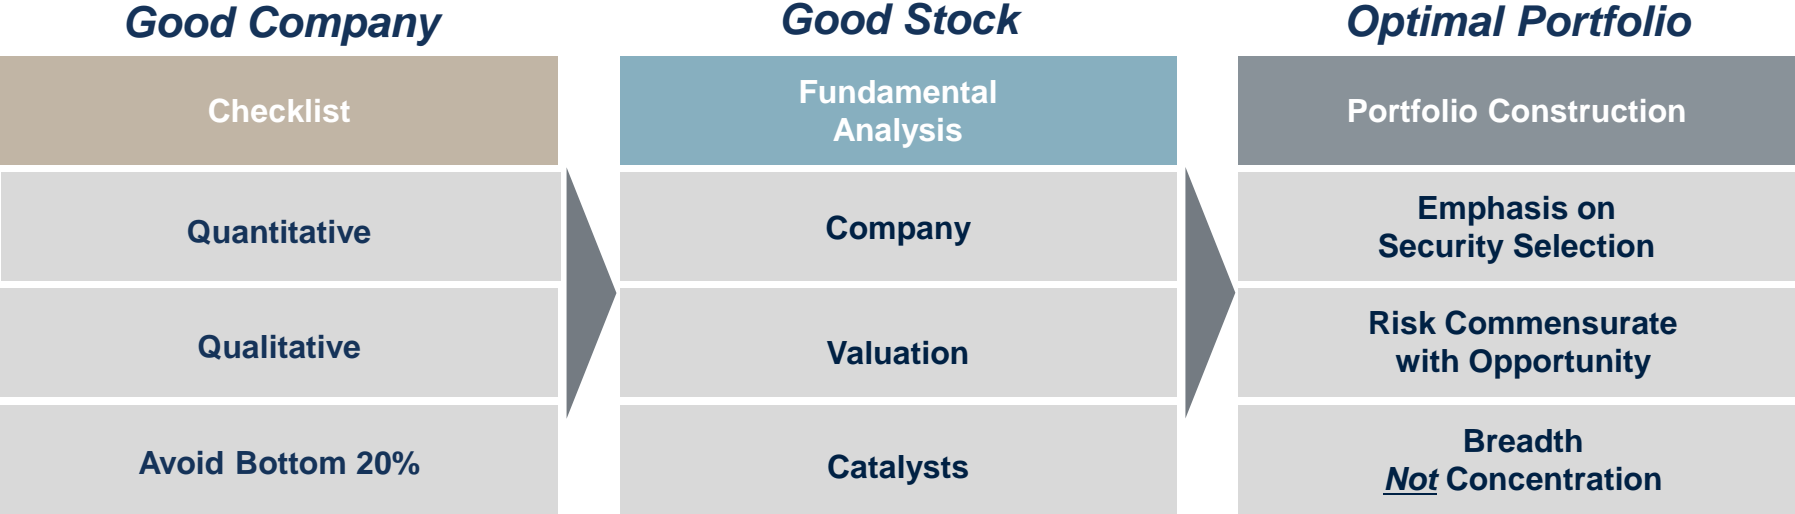 Good Company
Checklist
Quantitative
Qualitative
Avoid Bottom 20%
Good Stock
Fundamental
Analysis
Company
Valuation
Catalysts
Optimal Portfolio
Portfolio Construction
Emphasis on
Security Selection
Risk Commensurate
with Opportunity
Breadth
Not Concentration